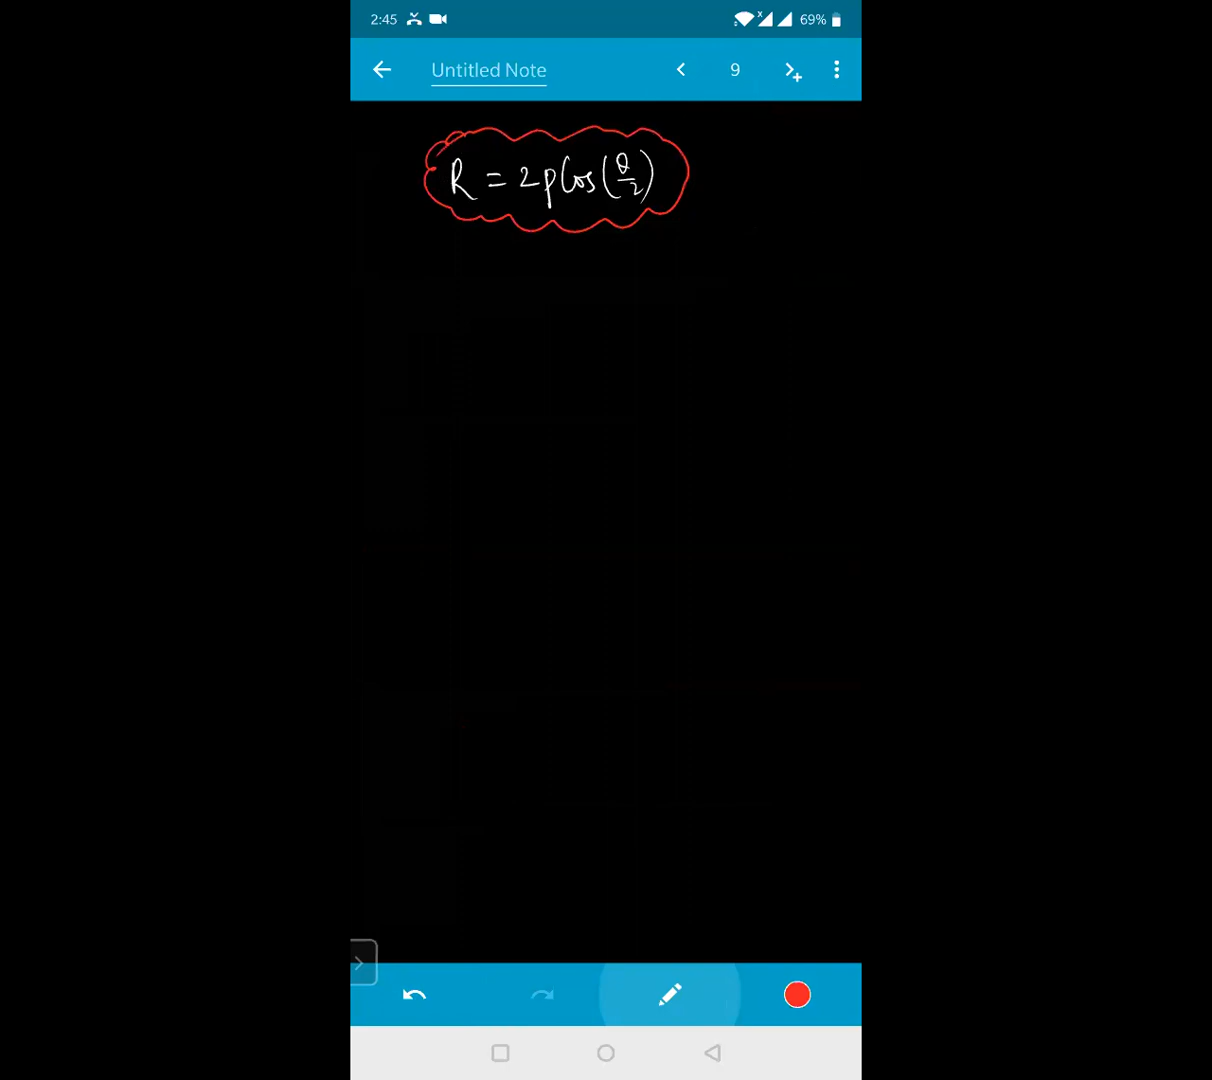 2:45 69%
Untitled Note 9
R = 2pCos(θ/2)